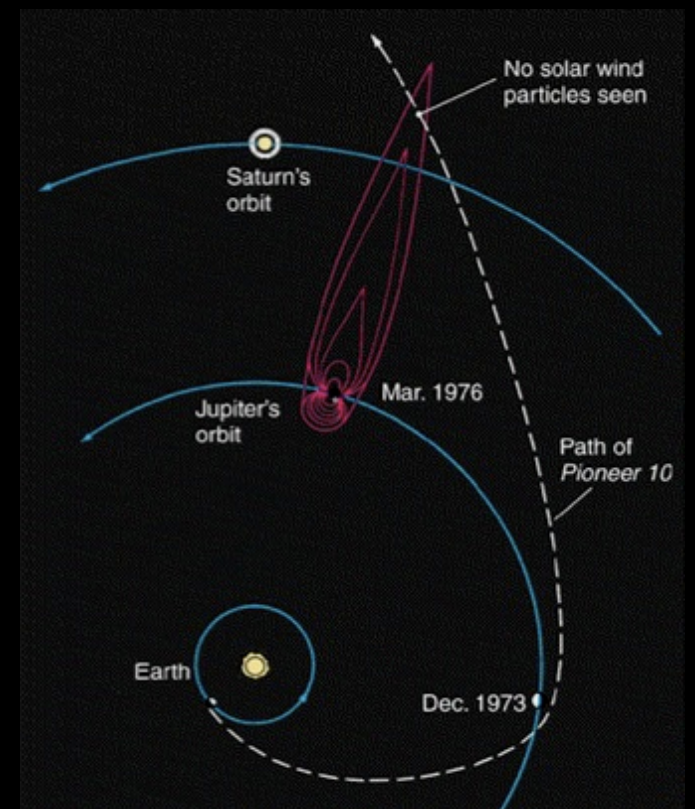 No solar wind
particles seen
Saturn's
orbit
Mar. 1976
Jupiter's
orbit
Path of
Pioneer 10
Earth
Dec. 1973